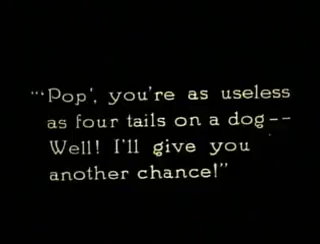 "'Pop', you're as useless
as four tails on a dog--
Well! I'll give you
another chance!"